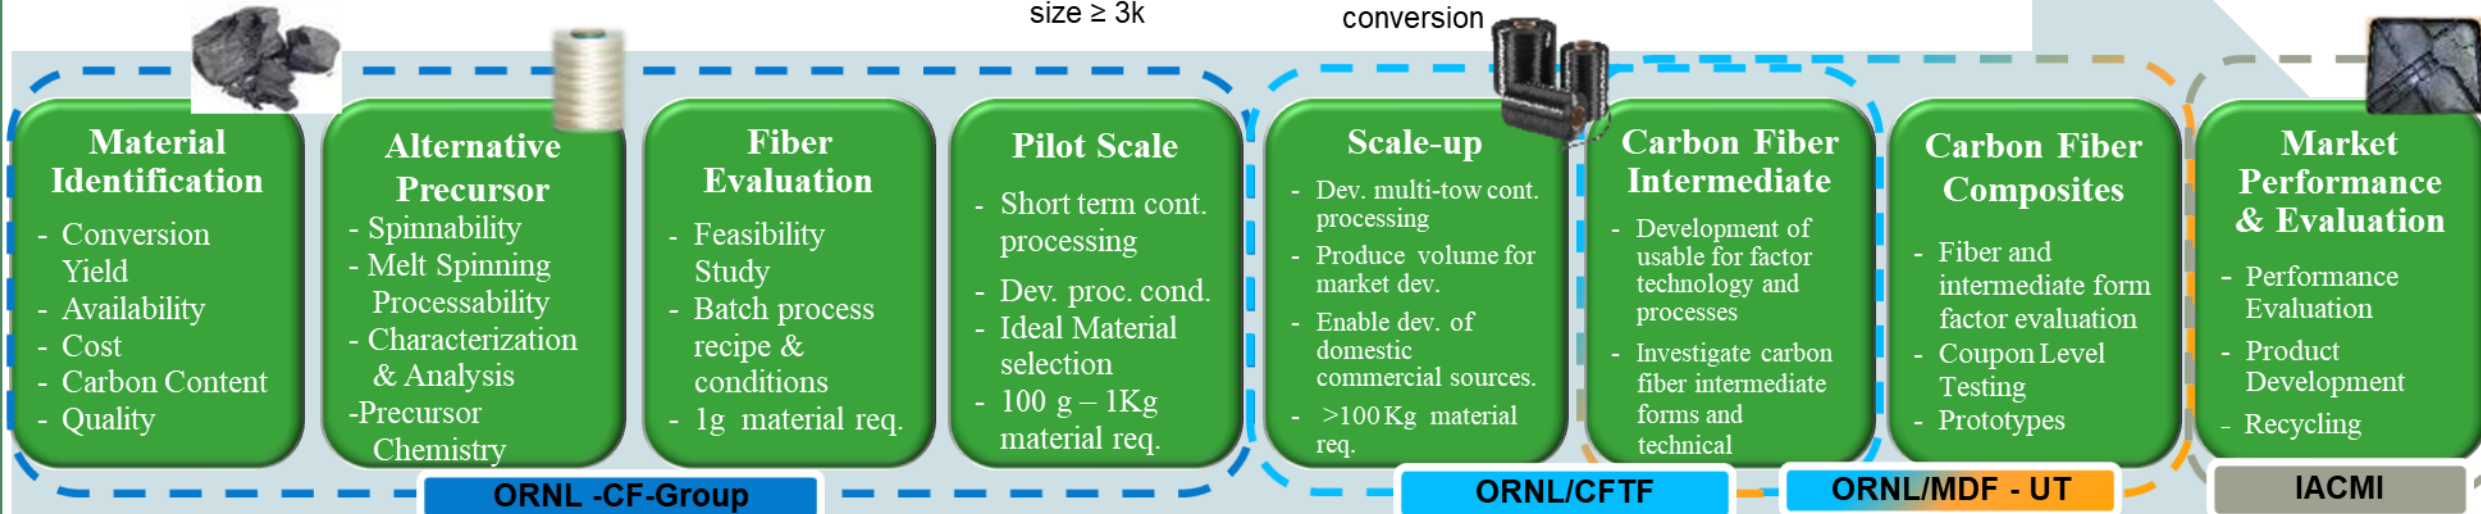 size ≥ 3k
conversion
Material
Identification
- Conversion
Yield
- Availability
- Cost
- Carbon Content
- Quality
Alternative
Precursor
- Spinnability
- Melt Spinning
Processability
- Characterization
& Analysis
-Precursor
Chemistry
Fiber
Evaluation
- Feasibility
Study
- Batch process
recipe &
conditions
- 1g material req.
Pilot Scale
- Short term cont.
processing
- Dev. proc. cond.
- Ideal Material
selection
- 100 g – 1Kg
material req.
Scale-up
- Dev. multi-tow cont.
processing
- Produce volume for
market dev.
- Enable dev. of
domestic
commercial sources.
- >100 Kg material
req.
Carbon Fiber
Intermediate
- Development of
usable for factor
technology and
processes
- Investigate carbon
fiber intermediate
forms and
technical
Carbon Fiber
Composites
- Fiber and
intermediate form
factor evaluation
- Coupon Level
Testing
- Prototypes
Market
Performance
& Evaluation
- Performance
Evaluation
- Product
Development
- Recycling
ORNL -CF-Group
ORNL/CFTF
ORNL/MDF - UT
IACMI